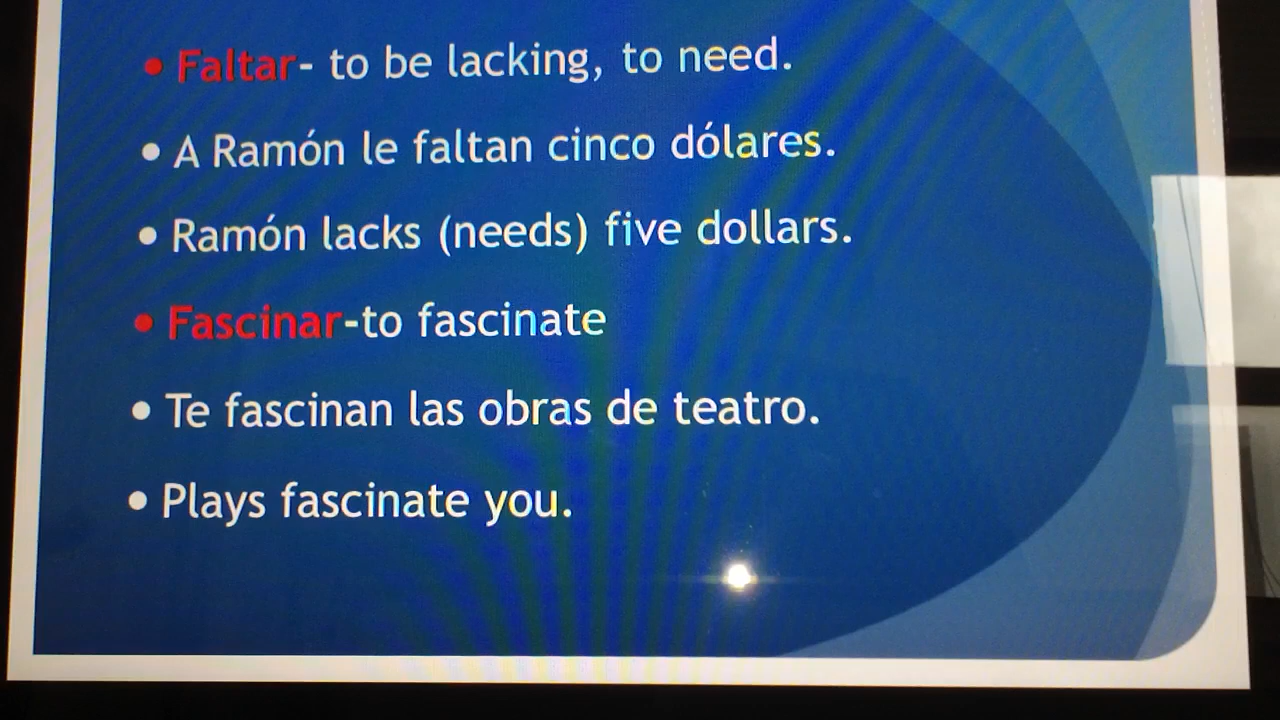 • Faltar- to be lacking, to need.
• A Ramón le faltan cinco dólares.
• Ramón lacks (needs) five dollars.
• Fascinar-to fascinate
• Te fascinan las obras de teatro.
• Plays fascinate you.